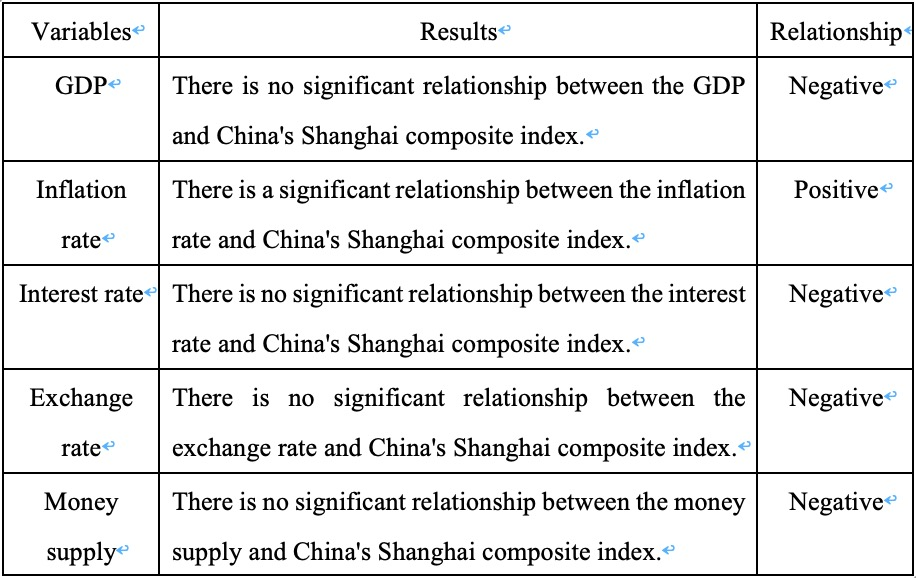 Variables↵ Results↵ Relationship↵
GDP↵ There is no significant relationship between the GDP Negative↵
and China's Shanghai composite index.↵
Inflation There is a significant relationship between the inflation Positive↵
rate↵ rate and China's Shanghai composite index.↵
Interest rate↵ There is no significant relationship between the interest Negative↵
rate and China's Shanghai composite index.↵
Exchange There is no significant relationship between the Negative↵
rate↵ exchange rate and China's Shanghai composite index.↵
Money There is no significant relationship between the money Negative↵
supply↵ supply and China's Shanghai composite index.↵